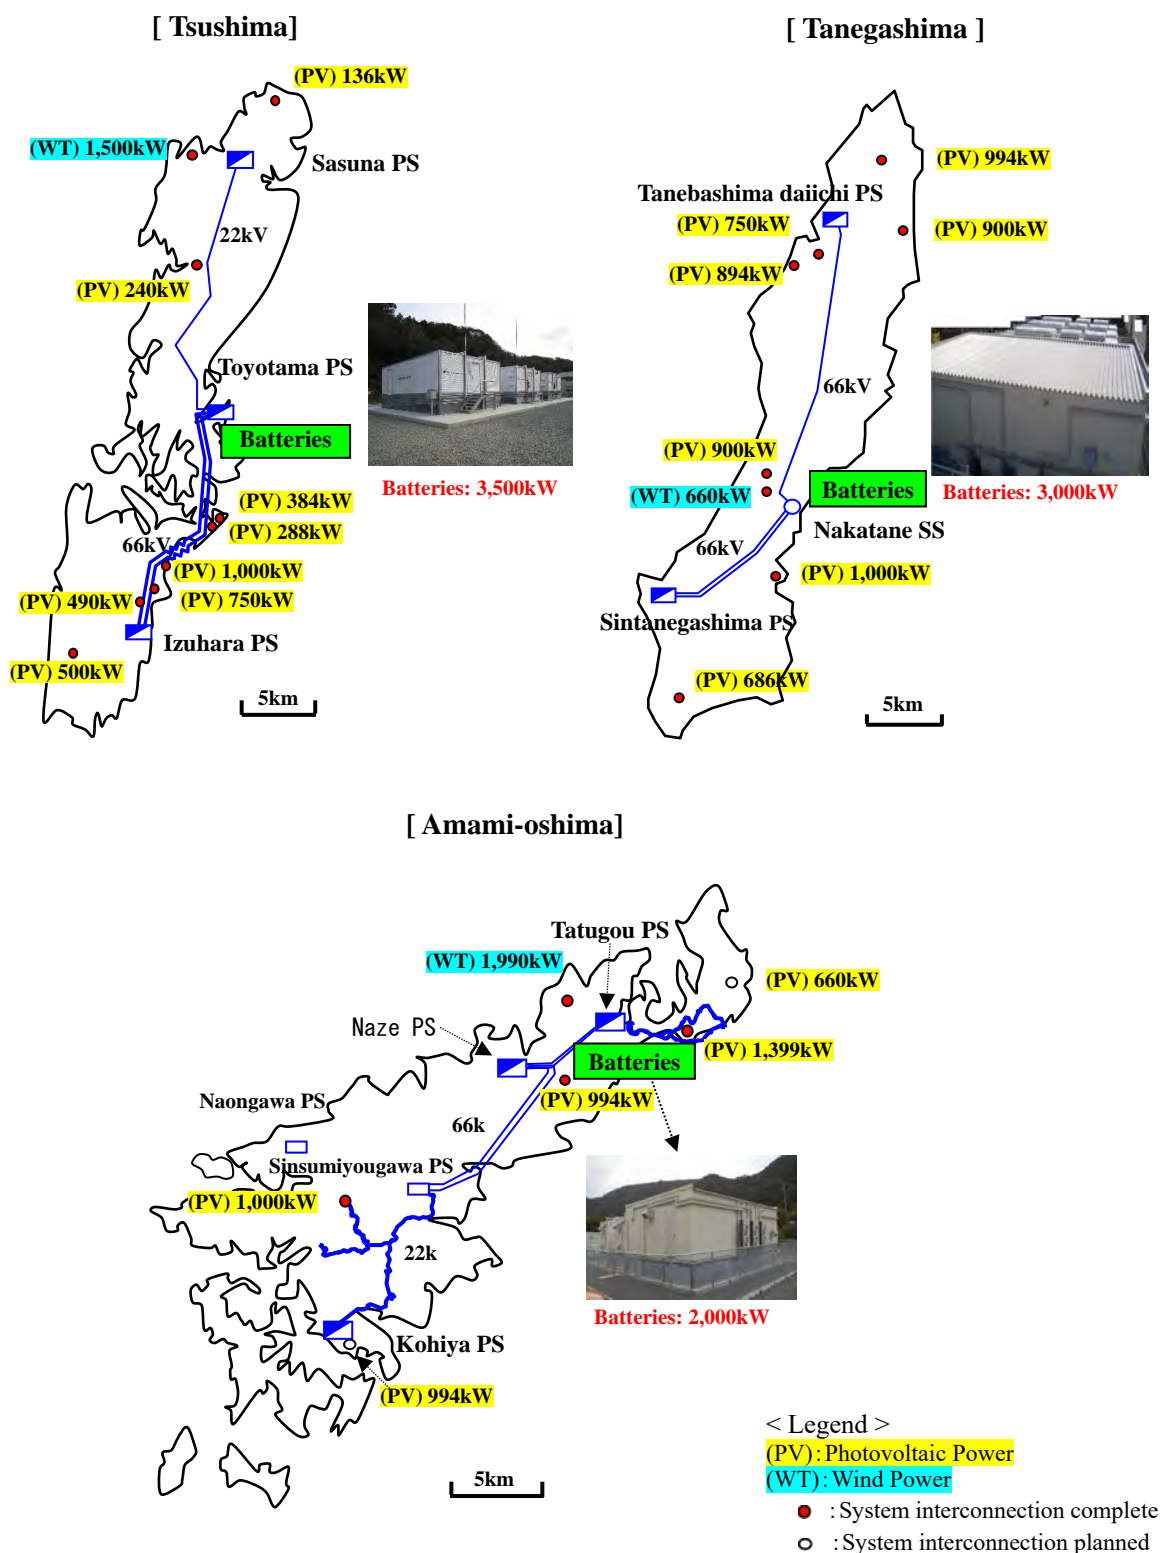 [ Tsushima]
(PV) 136kW
(WT) 1,500kW
Sasuna PS
22kV
(PV) 240kW
Toyotama PS
Batteries
Batteries: 3,500kW
(PV) 384kW
(PV) 288kW
66kV
(PV) 1,000kW
(PV) 750kW
(PV) 490kW
Izuhara PS
(PV) 500kW
5km
[ Tanegashima ]
(PV) 994kW
Tanebashima daiichi PS
(PV) 750kW
(PV) 900kW
(PV) 894kW
66kV
(PV) 900kW
(WT) 660kW
Batteries
Batteries: 3,000kW
Nakatane SS
66kV
(PV) 1,000kW
Sintanegashima PS
(PV) 686kW
5km
[ Amami-oshima]
Tatugou PS
(WT) 1,990kW
(PV) 660kW
Naze PS
(PV) 1,399kW
Batteries
(PV) 994kW
Naongawa PS
66k
Sinsumiyougawa PS
(PV) 1,000kW
22k
Batteries: 2,000kW
Kohiya PS
(PV) 994kW
5km
< Legend >
(PV) : Photovoltaic Power
(WT) : Wind Power
: System interconnection complete
: System interconnection planned